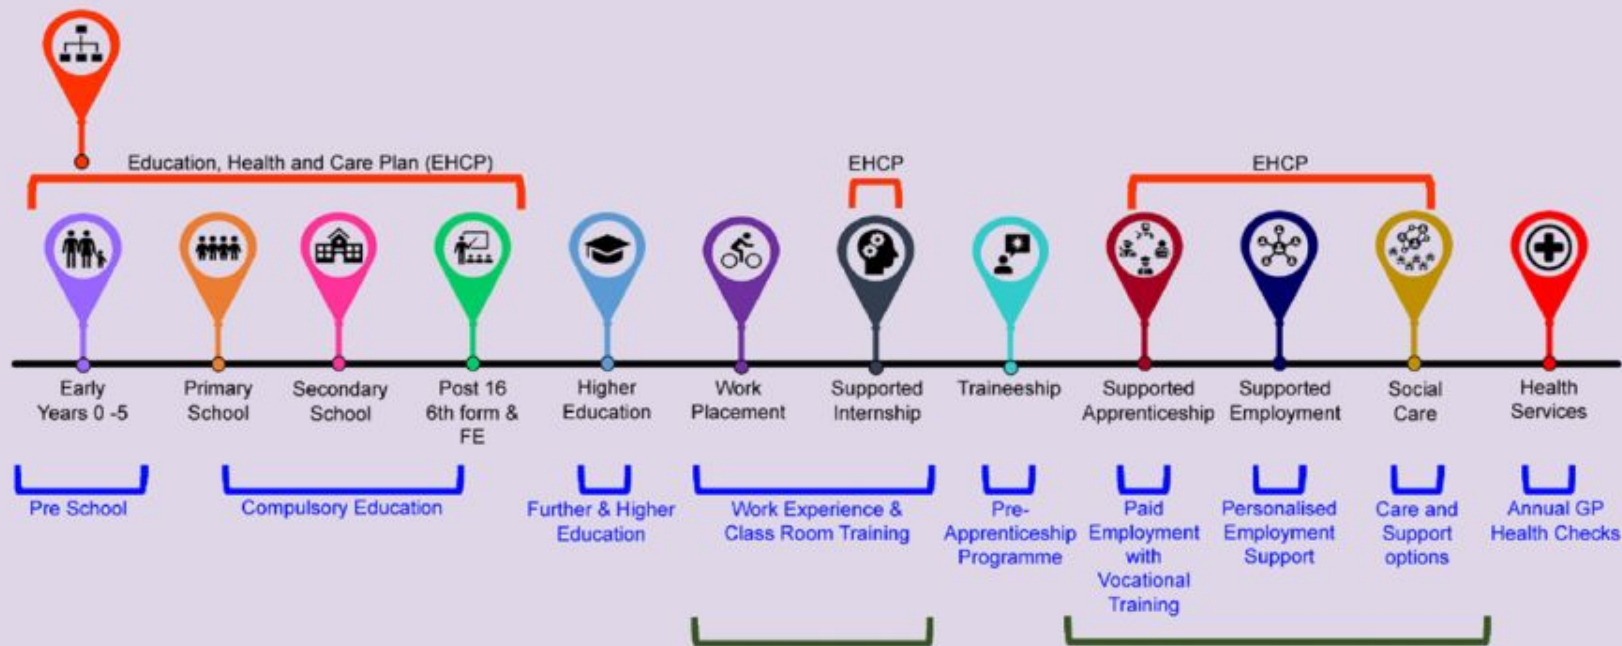 Education, Health and Care Plan (EHCP)
EHCP
EHCP
Early
Years 0 -5
Primary
School
Secondary
School
Post 16
6th form &
FE
Higher
Education
Work
Placement
Supported
Internship
Traineeship
Supported
Apprenticeship
Supported
Employment
Social
Care
Health
Services
Pre School
Compulsory Education
Further & Higher
Education
Work Experience &
Class Room Training
Pre-
Apprenticeship
Programme
Paid
Employment
with
Vocational
Training
Personalised
Employment
Support
Care and
Support
options
Annual GP
Health Checks